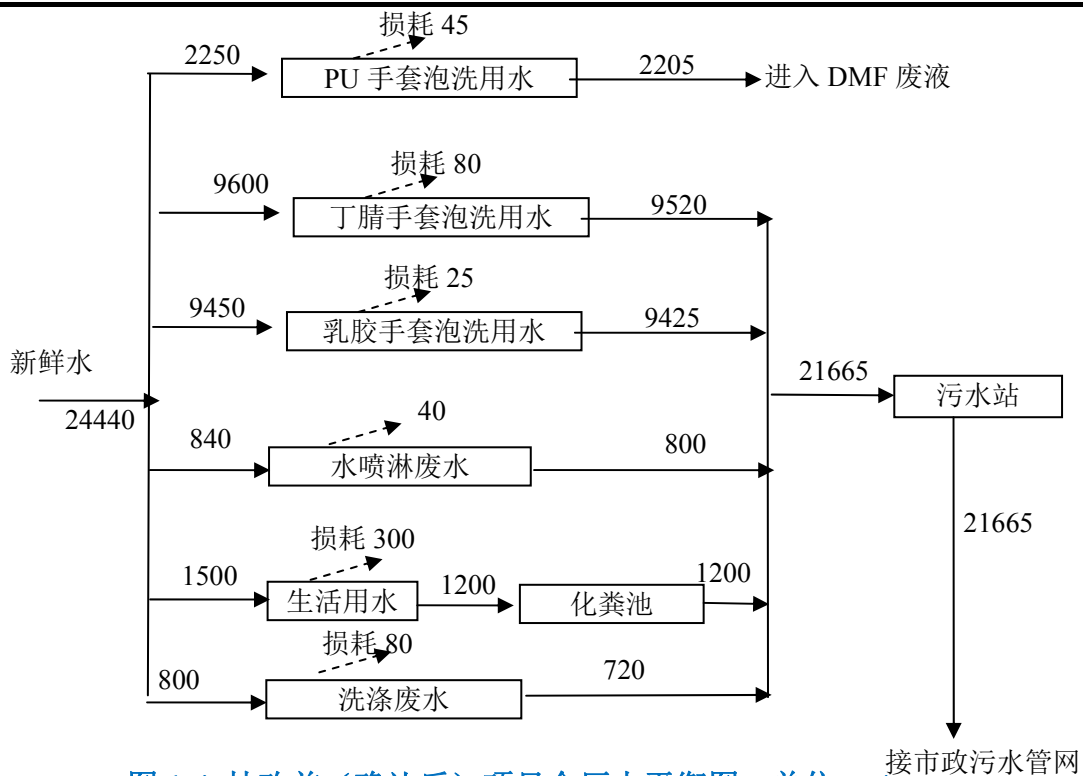 损耗 45
2250
PU 手套泡洗用水
2205
进入 DMF 废液
损耗 80
9600
丁腈手套泡洗用水
9520
损耗 25
9450
乳胶手套泡洗用水
9425
新鲜水
24440
21665
污水站
40
840
水喷淋废水
800
21665
损耗 300
1500
生活用水
1200
化粪池
1200
损耗 80
800
洗涤废水
720
接市政污水管网